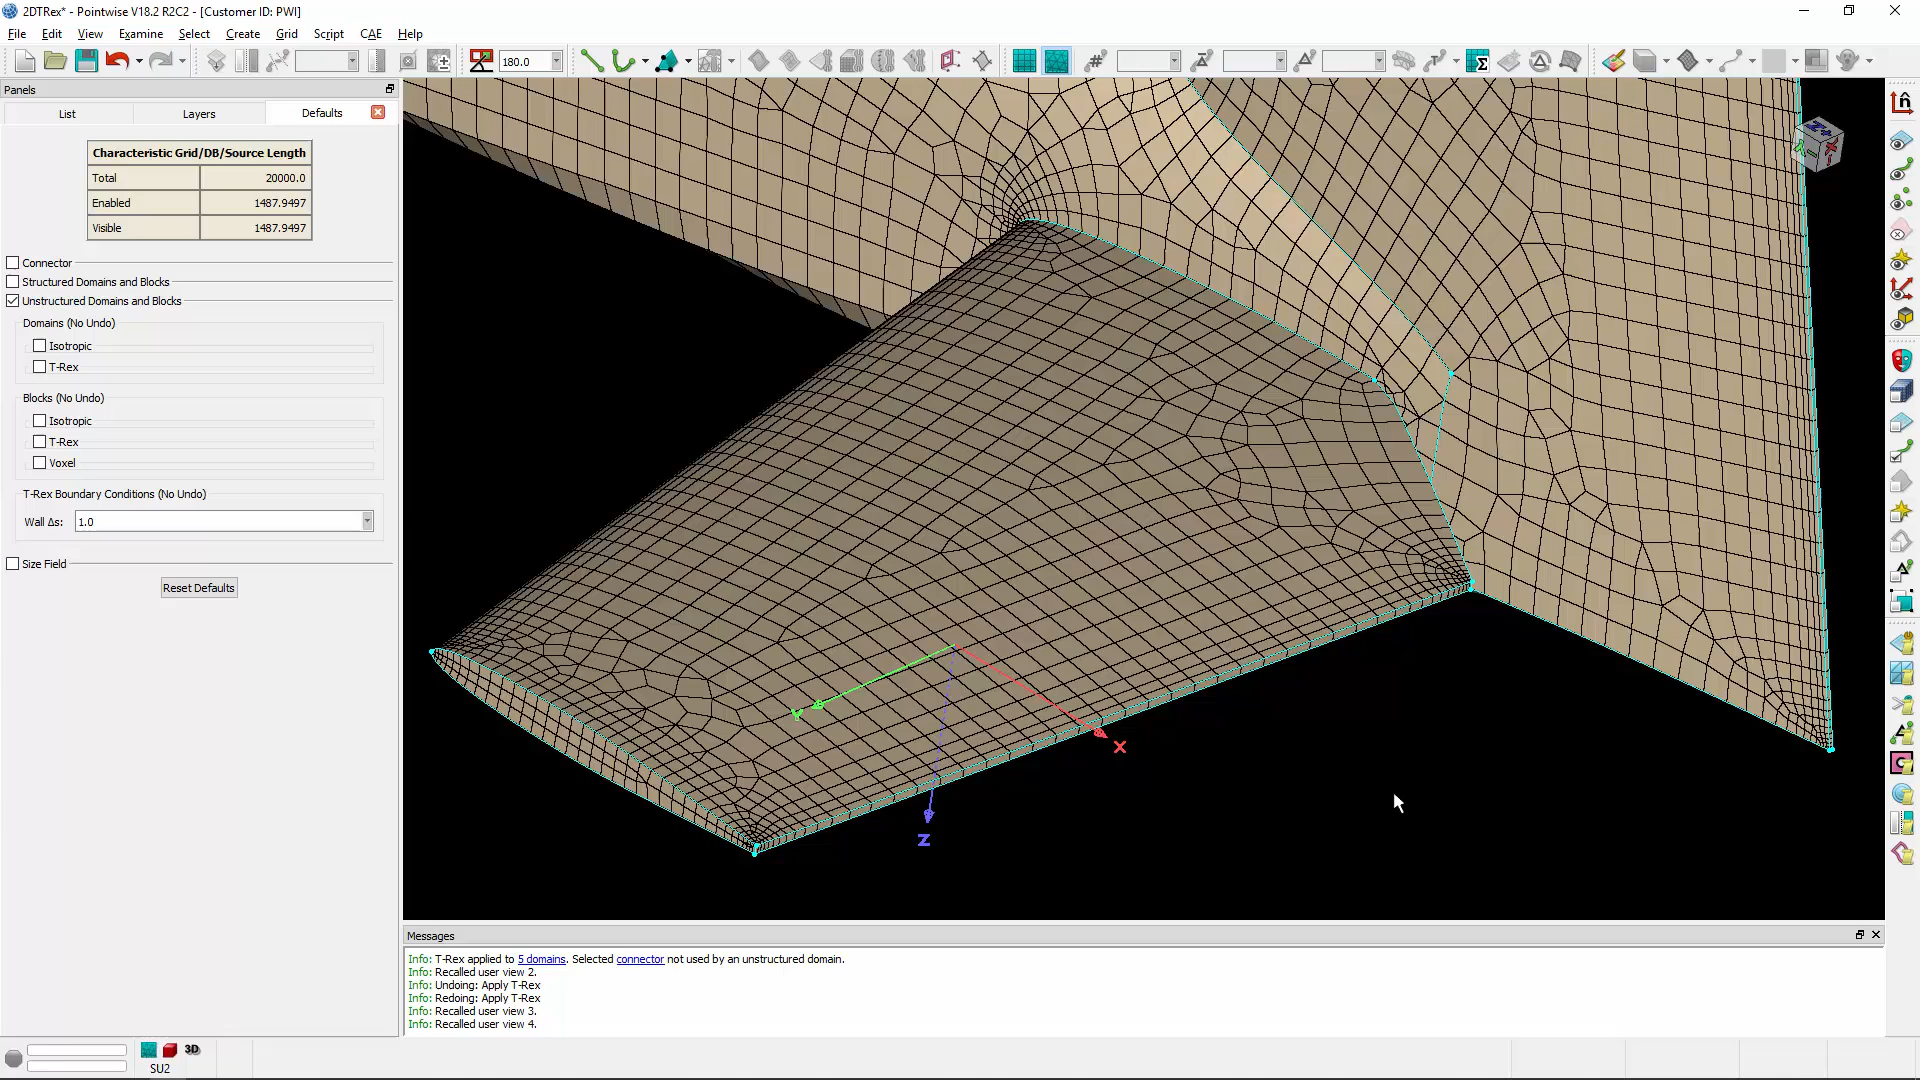 2DTRex* - Pointwise V18.2 R2C2 - [Customer ID: PWI]
File Edit View Examine Select Create Grid Script CAE Help
180.0
Panels
List Layers Defaults
Characteristic Grid/DB/Source Length
Total 20000.0
Enabled 1487.9497
Visible 1487.9497
Connector
Structured Domains and Blocks
Unstructured Domains and Blocks
Domains (No Undo)
Isotropic
T-Rex
Blocks (No Undo)
Isotropic
T-Rex
Voxel
T-Rex Boundary Conditions (No Undo)
Wall Δs: 1.0
Size Field
Reset Defaults
Y
X
Z
Messages
Info: T-Rex applied to 5 domains. Selected connector not used by an unstructured domain.
Info: Recalled user view 2.
Info: Undoing: Apply T-Rex
Info: Redoing: Apply T-Rex
Info: Recalled user view 3.
Info: Recalled user view 4.
3D
SU2